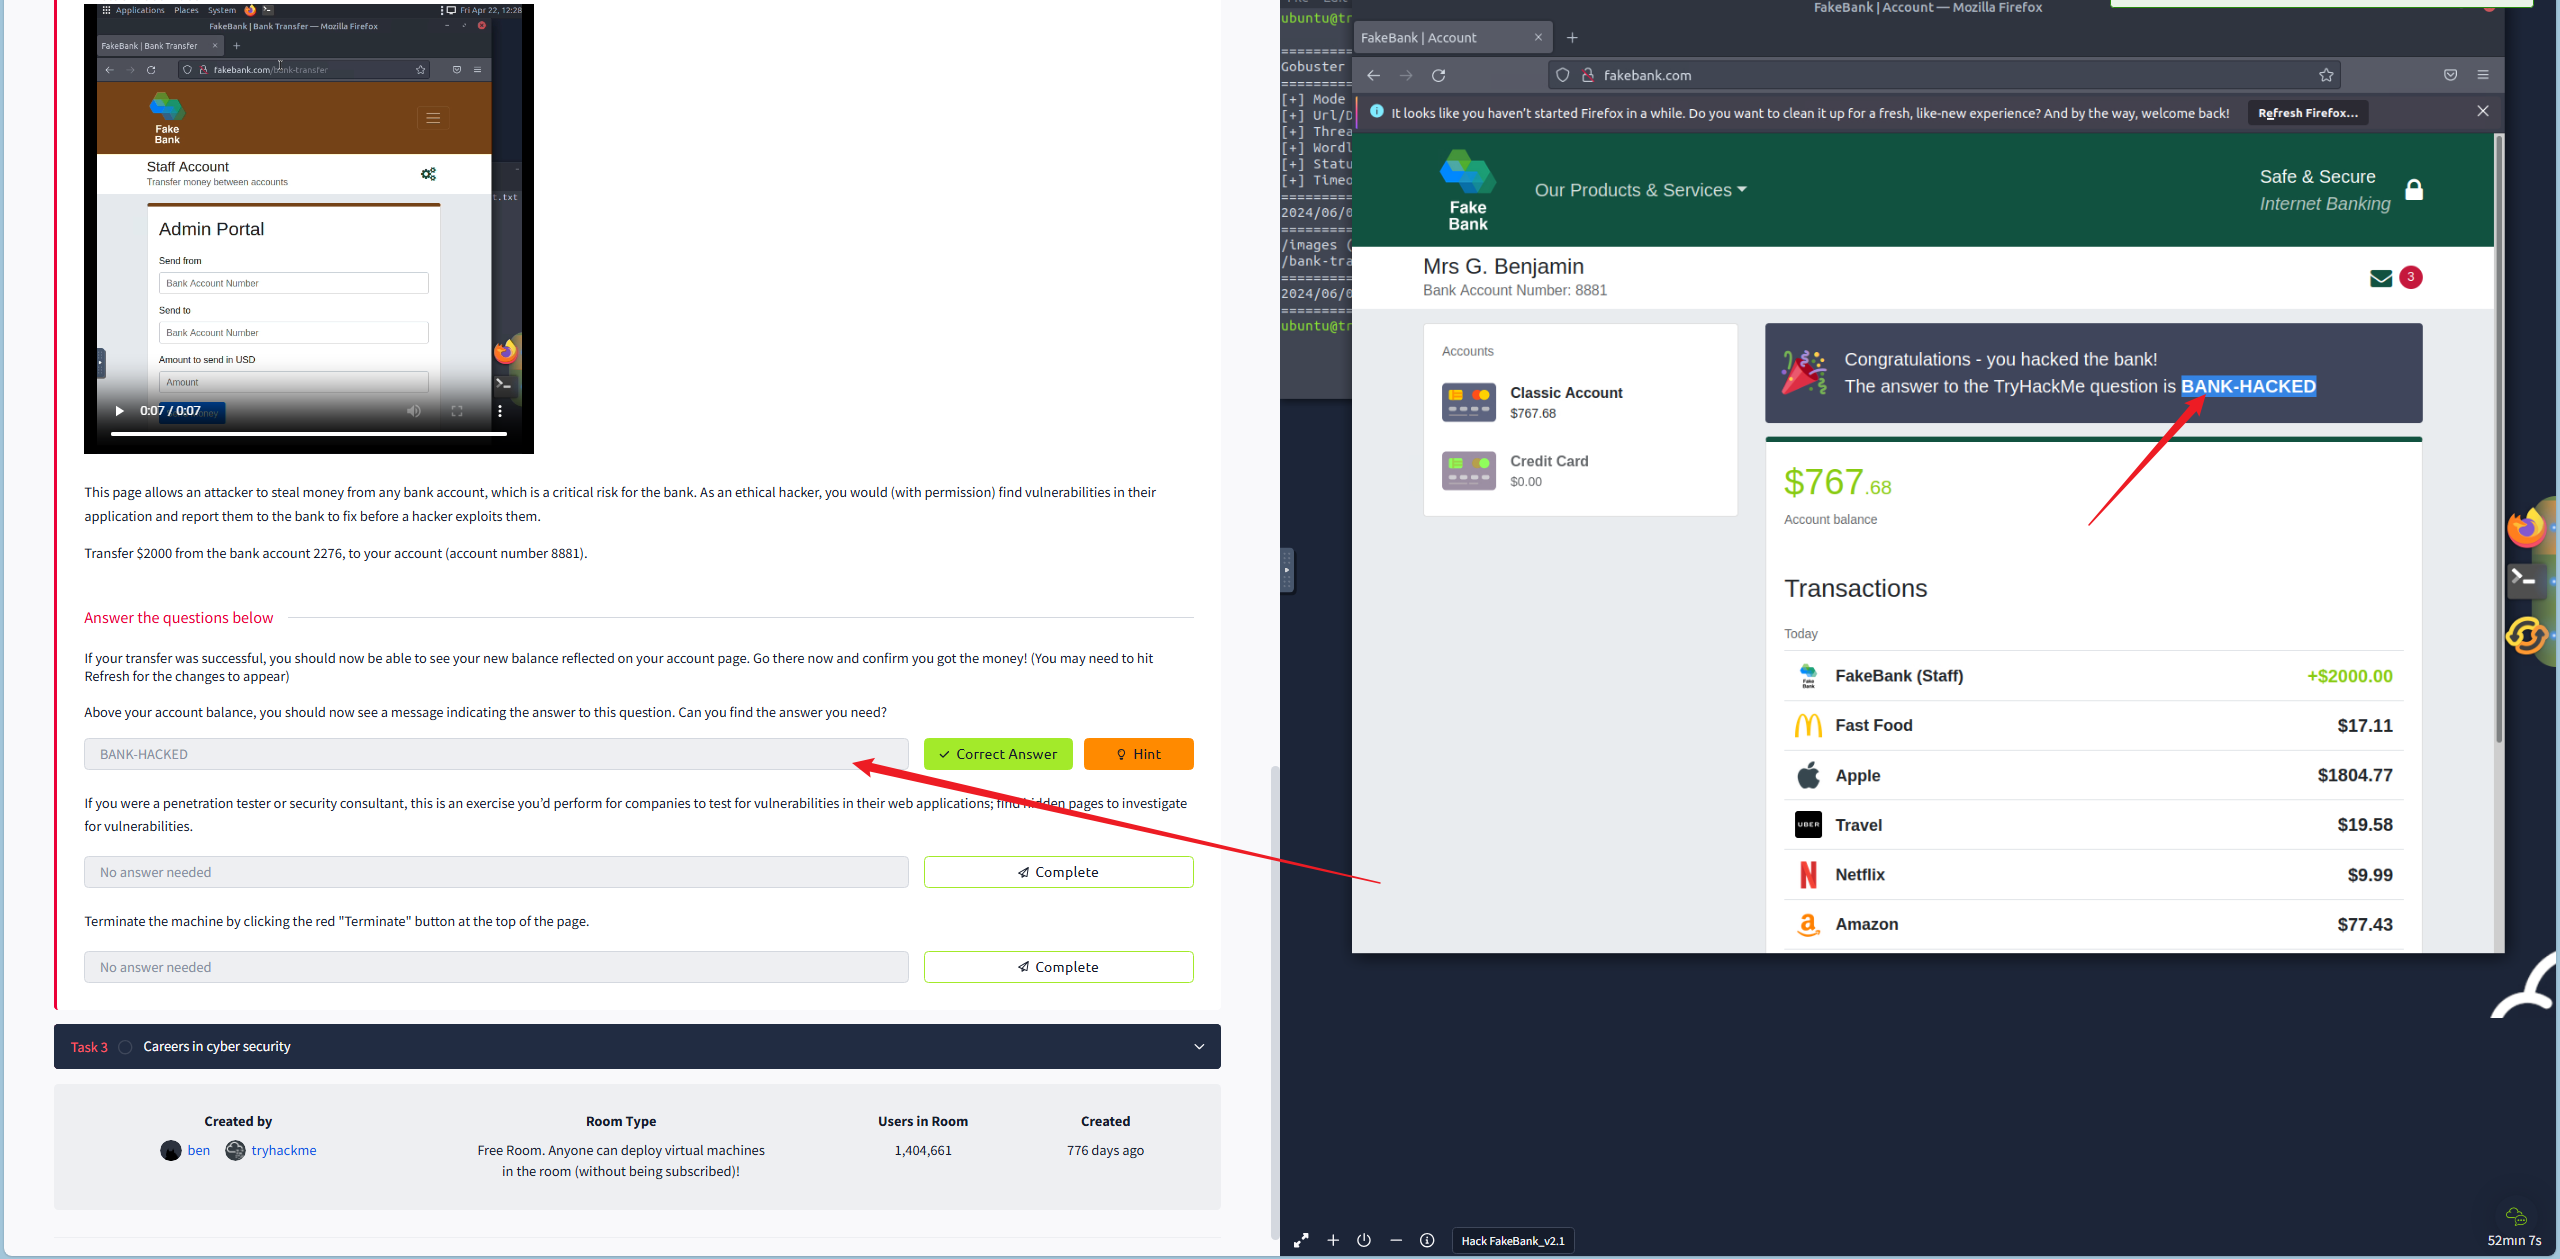 Applications Places System
Fri Apr 22, 12:28
FakeBank | Bank Transfer — Mozilla Firefox
FakeBank | Bank Transfer
fakebank.com/bank-transfer
Fake
Bank
Staff Account
Transfer money between accounts
t.txt
Admin Portal
Send from
Bank Account Number
Send to
Bank Account Number
Amount to send in USD
Amount
0:07 / 0:07
This page allows an attacker to steal money from any bank account, which is a critical risk for the bank. As an ethical hacker, you would (with permission) find vulnerabilities in their
application and report them to the bank to fix before a hacker exploits them.
Transfer $2000 from the bank account 2276, to your account (account number 8881).
Answer the questions below
If your transfer was successful, you should now be able to see your new balance reflected on your account page. Go there now and confirm you got the money! (You may need to hit
Refresh for the changes to appear)
Above your account balance, you should now see a message indicating the answer to this question. Can you find the answer you need?
BANK-HACKED
Correct Answer
Hint
If you were a penetration tester or security consultant, this is an exercise you'd perform for companies to test for vulnerabilities in their web applications; find hidden pages to investigate
for vulnerabilities.
No answer needed
Complete
Terminate the machine by clicking the red "Terminate" button at the top of the page.
No answer needed
Complete
Task 3
Careers in cyber security
Created by
ben tryhackme
Room Type
Free Room. Anyone can deploy virtual machines
in the room (without being subscribed)!
Users in Room
1,404,661
Created
776 days ago
ubuntu@tr
Gobuster
[+] Mode
[+] Url/D
[+] Threa
[+] Wordl
[+] Statu
[+] Timeo
2024/06/0
/images (
/bank-tra
2024/06/0
ubuntu@tr
FakeBank | Account — Mozilla Firefox
FakeBank | Account
fakebank.com
It looks like you haven't started Firefox in a while. Do you want to clean it up for a fresh, like-new experience? And by the way, welcome back!
Refresh Firefox...
Fake
Bank
Our Products & Services
Safe & Secure
Internet Banking
Mrs G. Benjamin
Bank Account Number: 8881
3
Accounts
Classic Account
$767.68
Credit Card
$0.00
Congratulations - you hacked the bank!
The answer to the TryHackMe question is BANK-HACKED
$767.68
Account balance
Transactions
Today
Fake
Bank
FakeBank (Staff)
+$2000.00
Fast Food
$17.11
Apple
$1804.77
UBER
Travel
$19.58
Netflix
$9.99
Amazon
$77.43
Hack FakeBank_v2.1
52min 7s